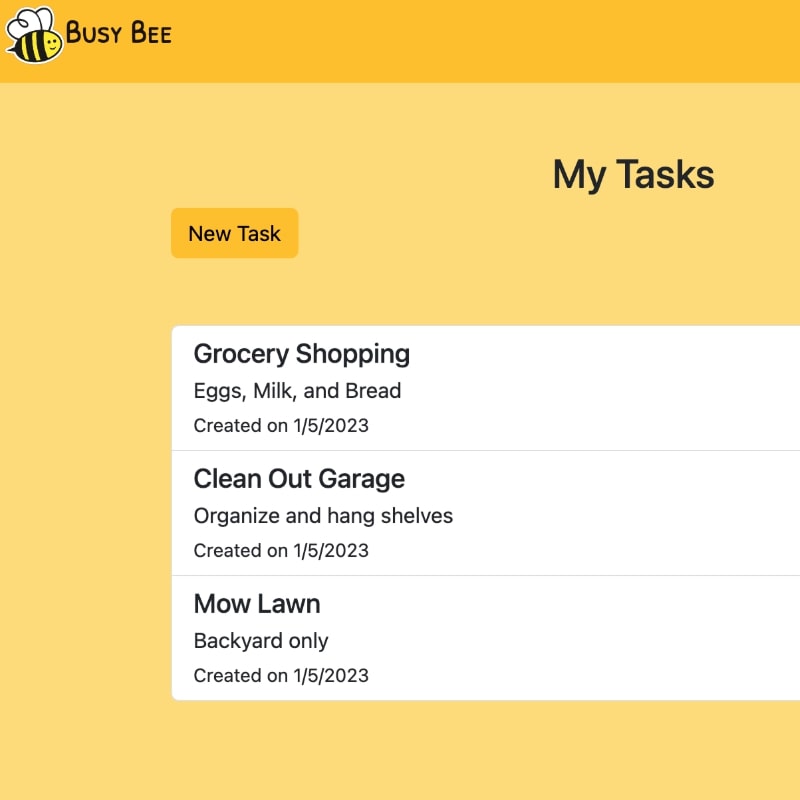 Busy Bee
My Tasks
New Task
Grocery Shopping
Eggs, Milk, and Bread
Created on 1/5/2023
Clean Out Garage
Organize and hang shelves
Created on 1/5/2023
Mow Lawn
Backyard only
Created on 1/5/2023